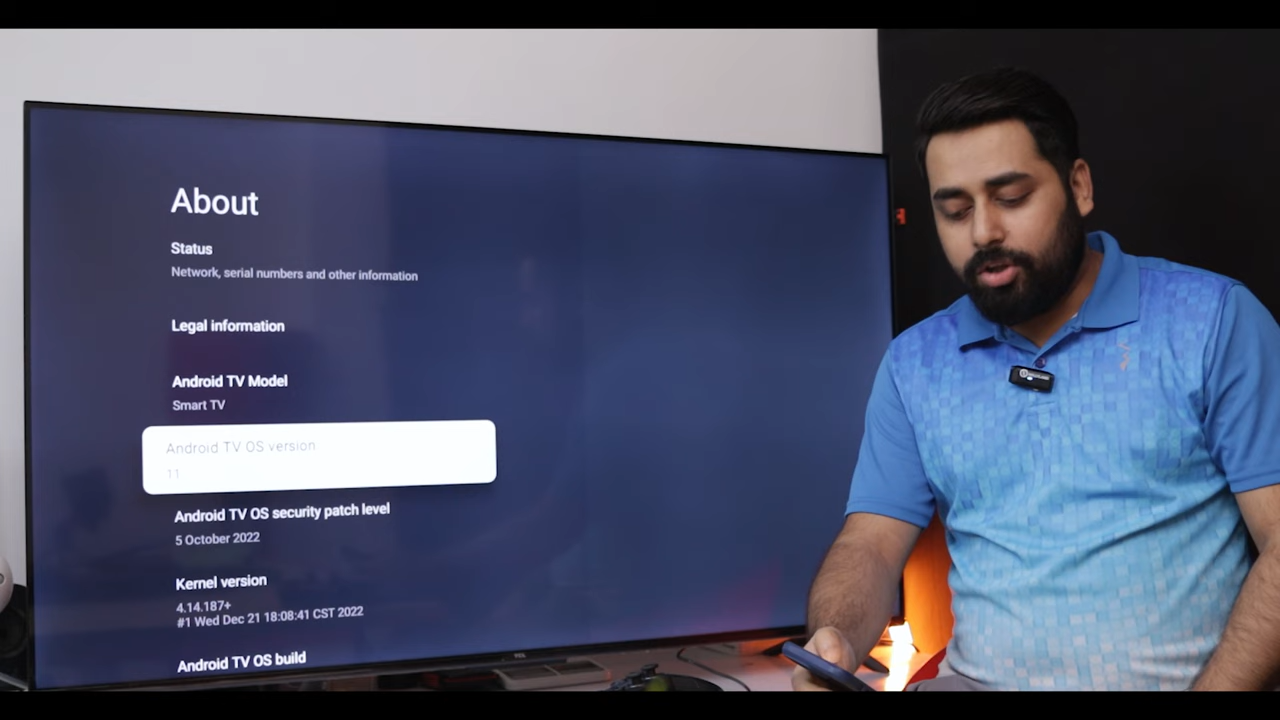 About
Status
Network, serial numbers and other information
Legal information
Android TV Model
Smart TV
Android TV OS version
11
Android TV OS security patch level
5 October 2022
Kernel version
4.14.187+
#1 Wed Dec 21 18:08:41 CST 2022
Android TV OS build
TCL